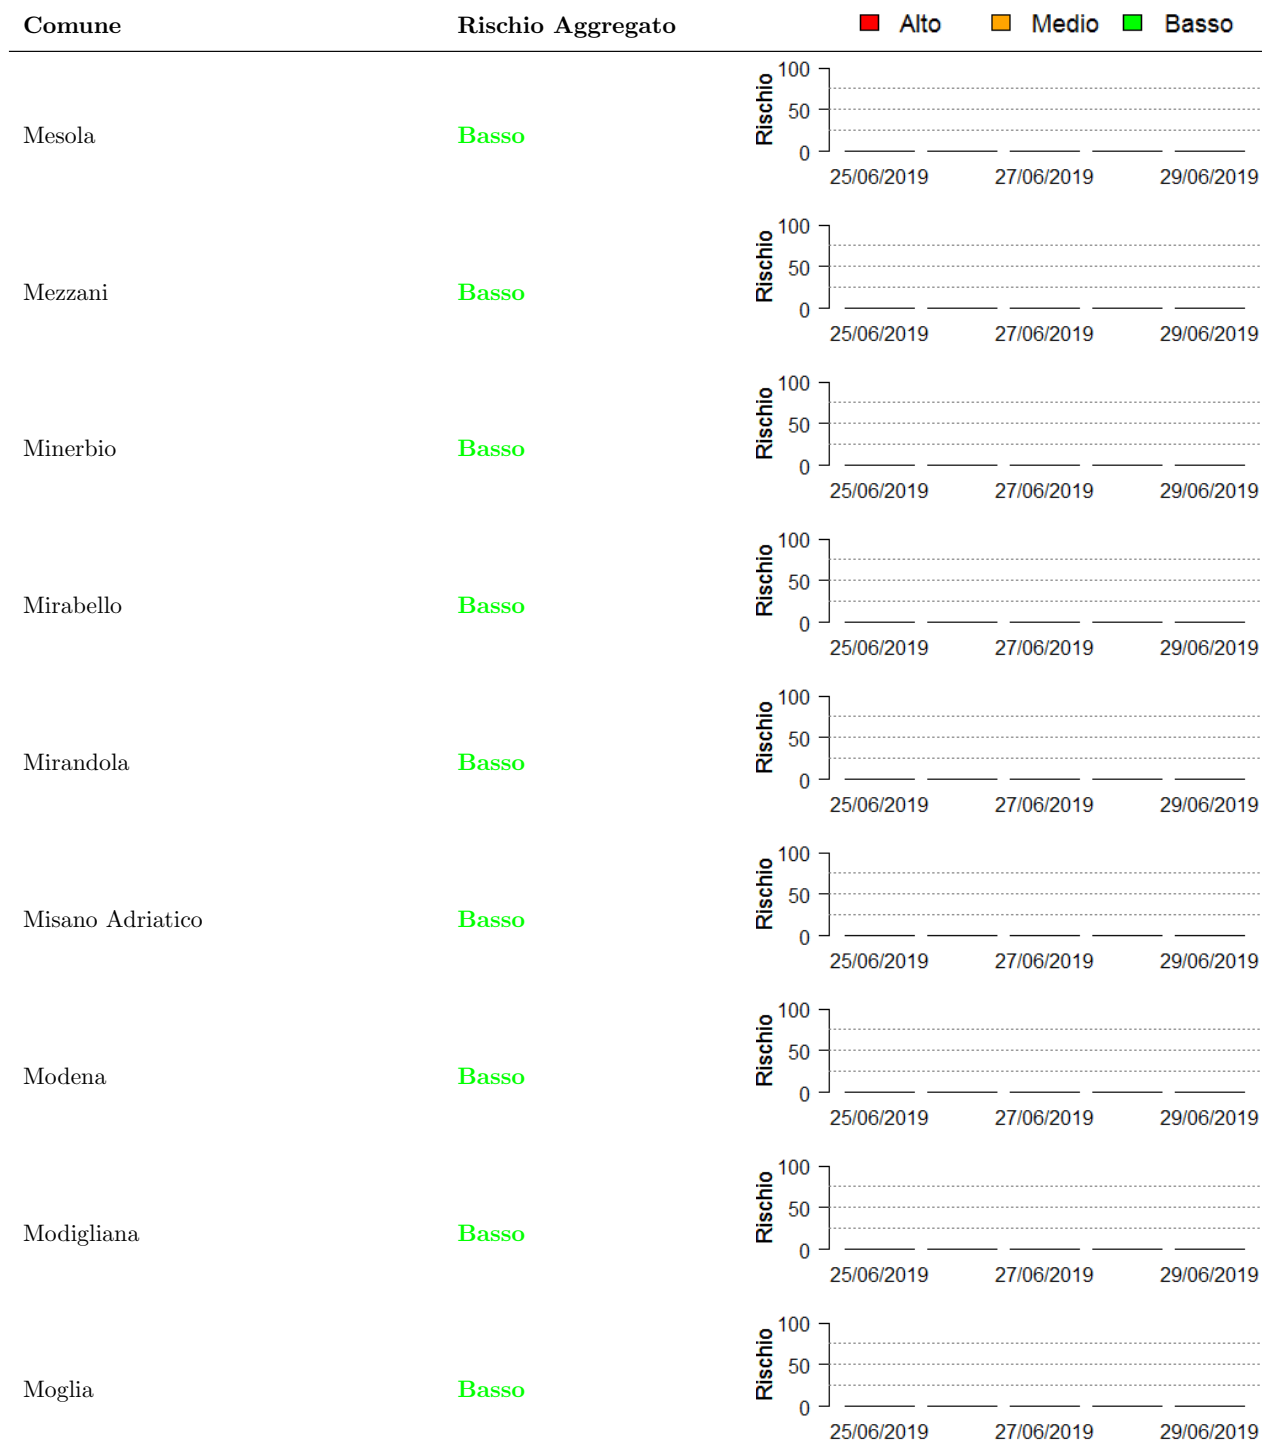 Comune Rischio Aggregato Alto Medio Basso
Mesola Basso Rischio 100 50 0
25/06/2019 27/06/2019 29/06/2019
Mezzani Basso Rischio 100 50 0
25/06/2019 27/06/2019 29/06/2019
Minerbio Basso Rischio 100 50 0
25/06/2019 27/06/2019 29/06/2019
Mirabello Basso Rischio 100 50 0
25/06/2019 27/06/2019 29/06/2019
Mirandola Basso Rischio 100 50 0
25/06/2019 27/06/2019 29/06/2019
Misano Adriatico Basso Rischio 100 50 0
25/06/2019 27/06/2019 29/06/2019
Modena Basso Rischio 100 50 0
25/06/2019 27/06/2019 29/06/2019
Modigliana Basso Rischio 100 50 0
25/06/2019 27/06/2019 29/06/2019
Moglia Basso Rischio 100 50 0
25/06/2019 27/06/2019 29/06/2019